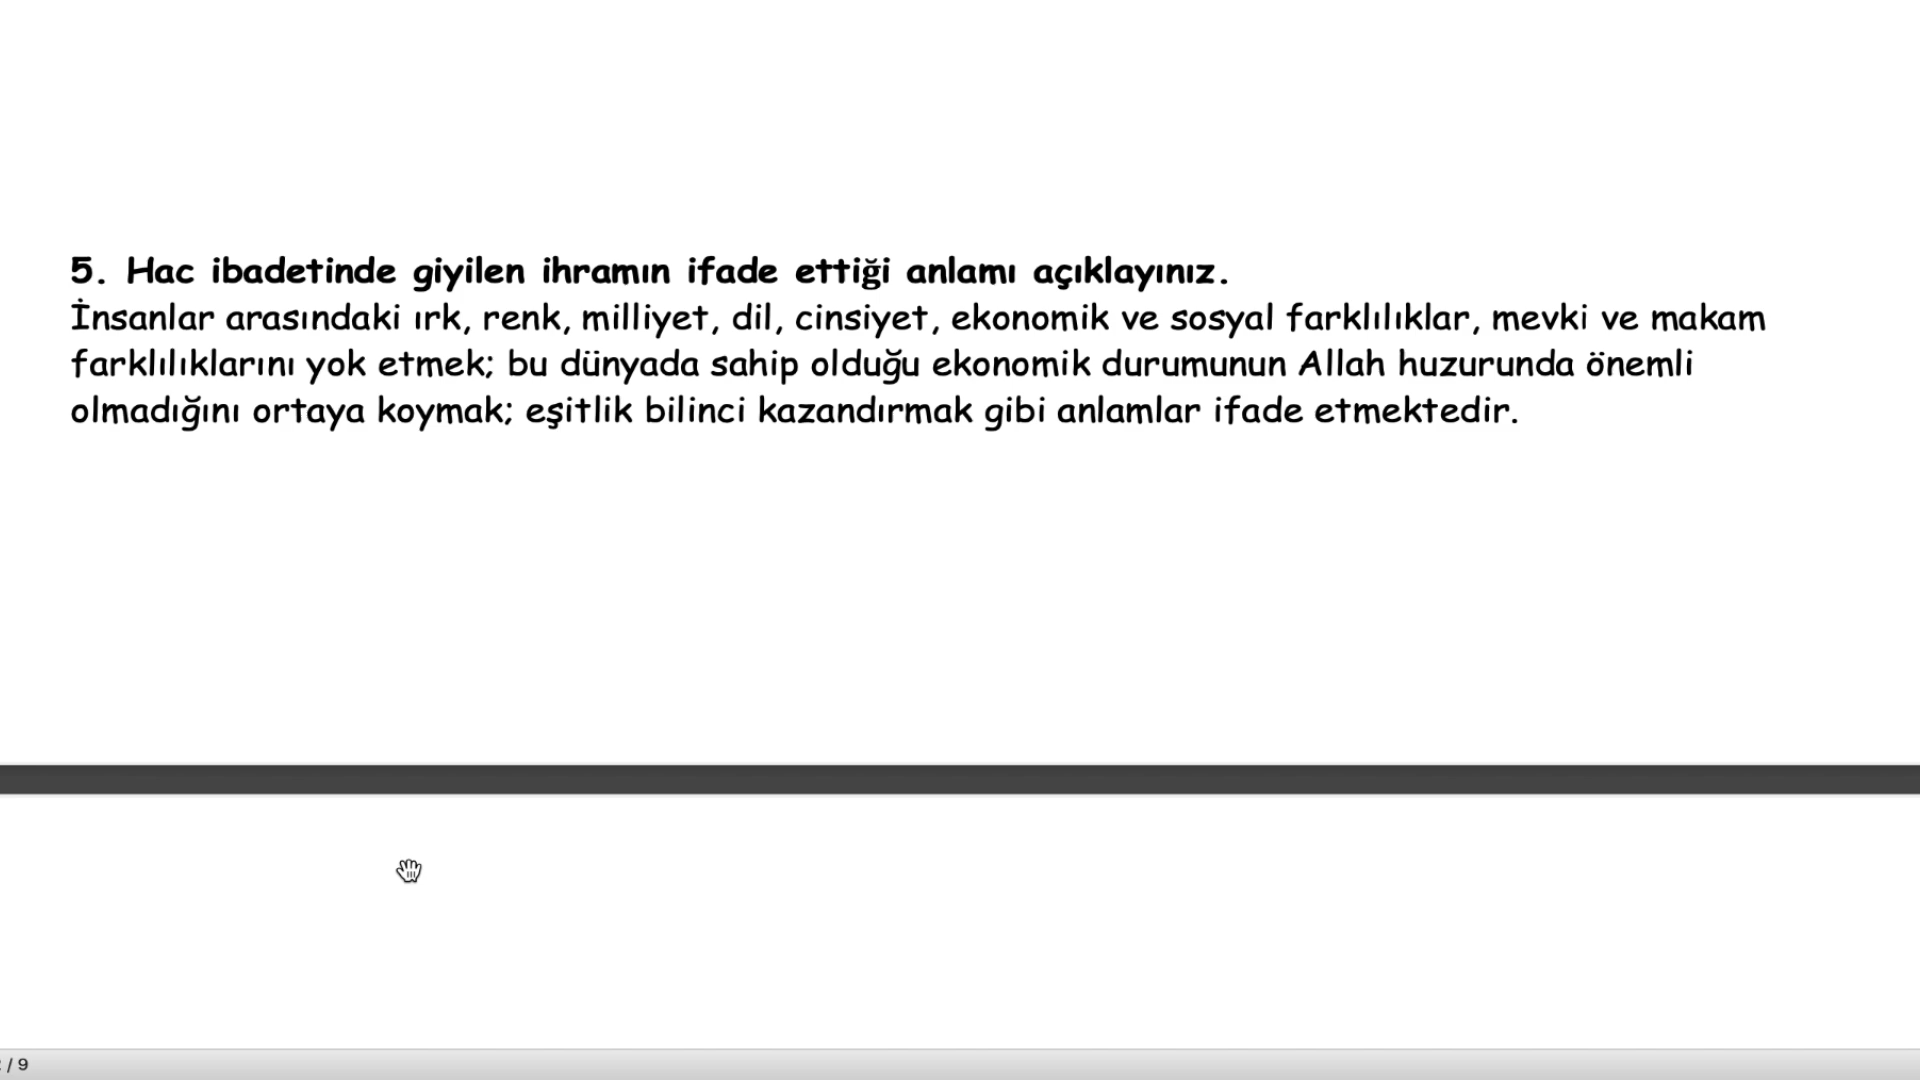 5. Hac ibadetinde giyilen ihramın ifade ettiği anlamı açıklayınız.
İnsanlar arasındaki ırk, renk, milliyet, dil, cinsiyet, ekonomik ve sosyal farklılıklar, mevki ve makam
farklılıklarını yok etmek; bu dünyada sahip olduğu ekonomik durumunun Allah huzurunda önemli
olmadığını ortaya koymak; eşitlik bilinci kazandırmak gibi anlamlar ifade etmektedir.
/ 9